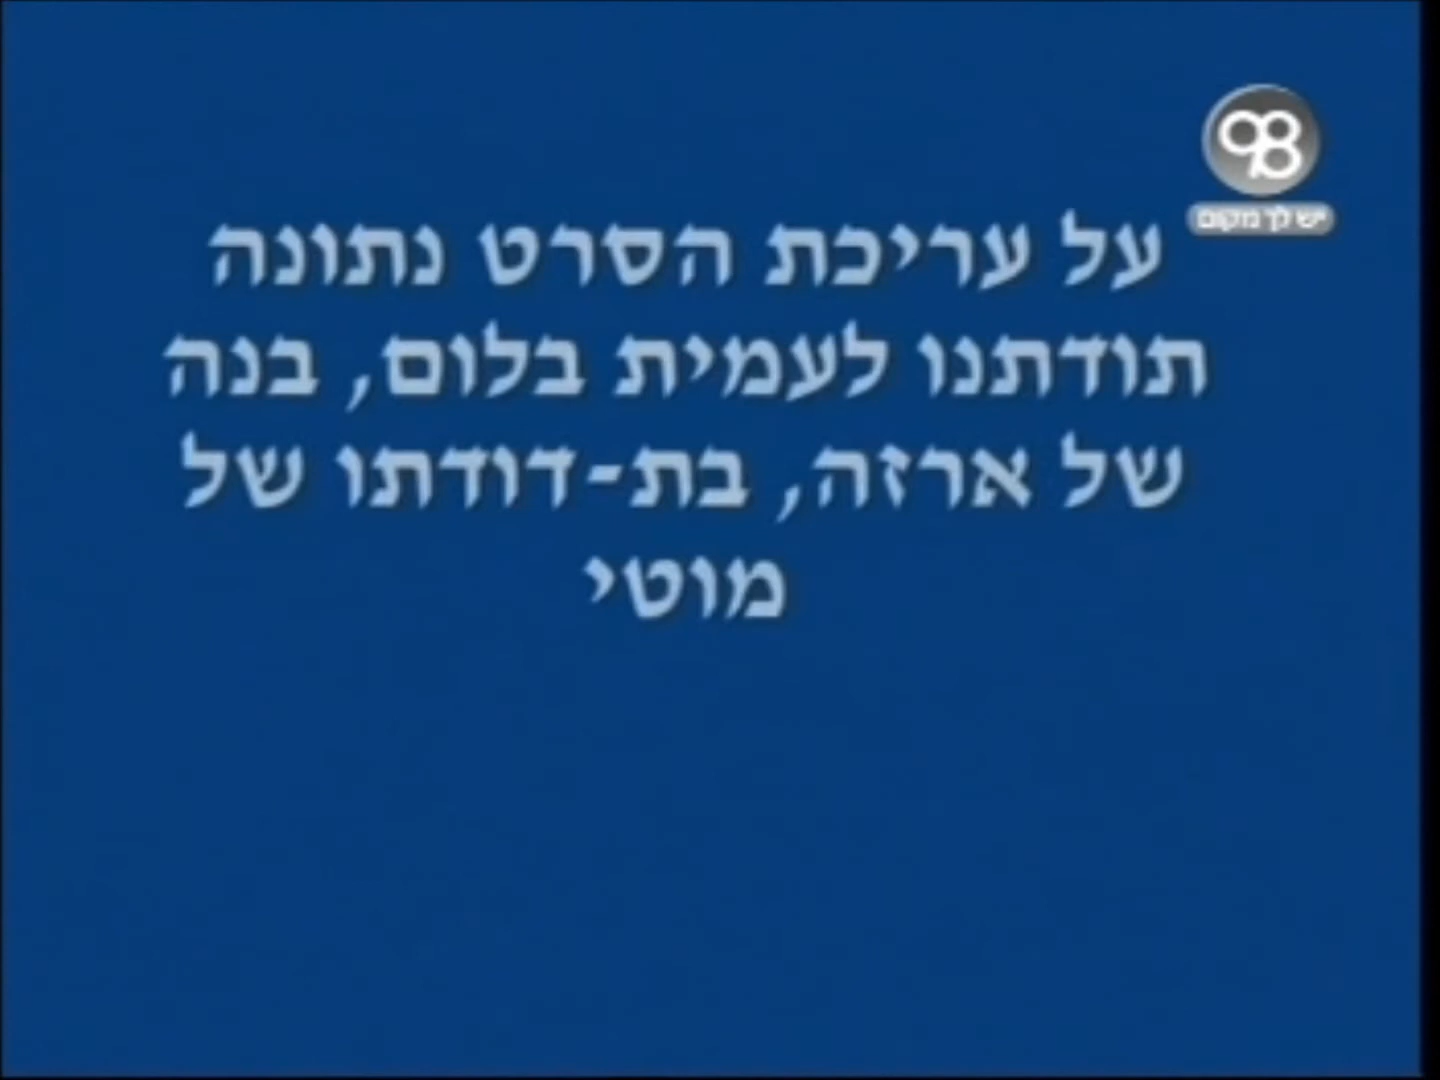 98
יש לך מקום
על עריכת הסרט נתונה
תודתנו לעמית בלום, בנה
של ארזה, בת-דודתו של
מוטי